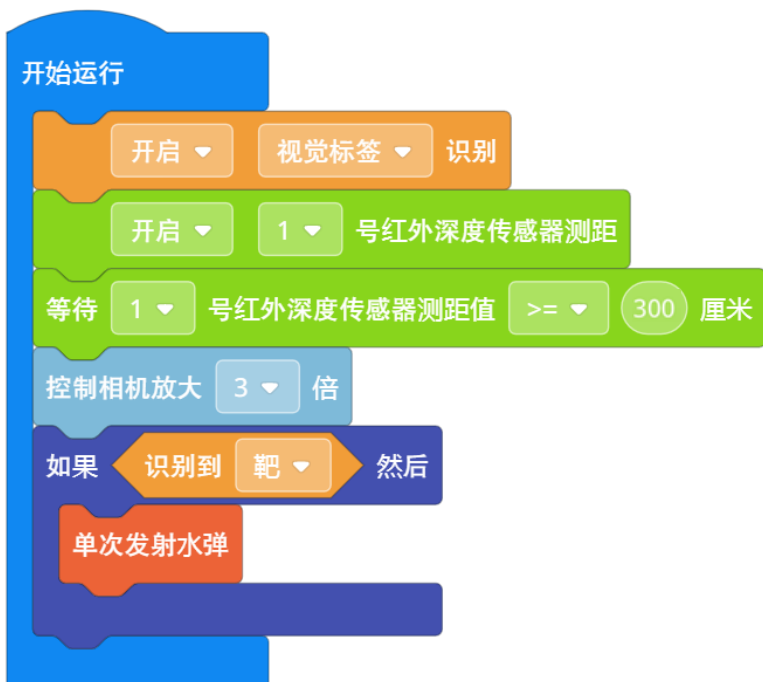 开始运行
开启 视觉标签 识别
开启 1 号红外深度传感器测距
等待 1 号红外深度传感器测距值 >= 300 厘米
控制相机放大 3 倍
如果 识别到 靶 然后
单次发射水弹